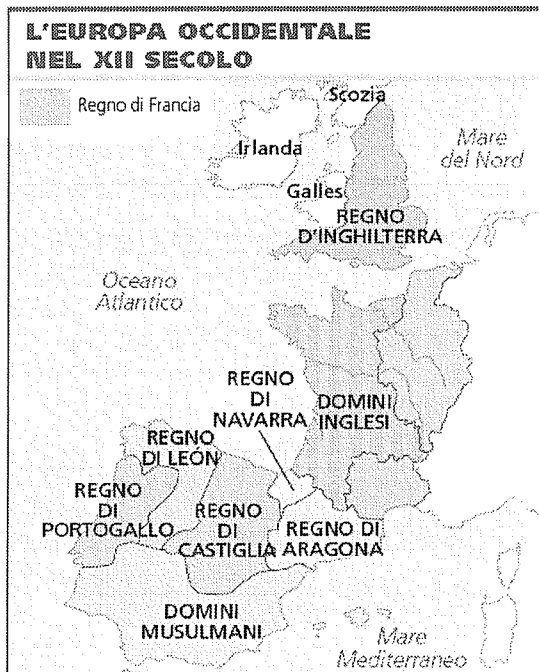 L'EUROPA OCCIDENTALE
NEL XII SECOLO
Regno di Francia
Scozia
Irlanda
Mare
del Nord
Galles
REGNO
D'INGHILTERRA
Oceano
Atlantico
REGNO
DI
NAVARRA
DOMINI
INGLESI
REGNO
DI LEÓN
REGNO
DI
PORTOGALLO
REGNO
DI
CASTIGLIA
REGNO DI
ARAGONA
DOMINI
MUSULMANI
Mare
Mediterraneo